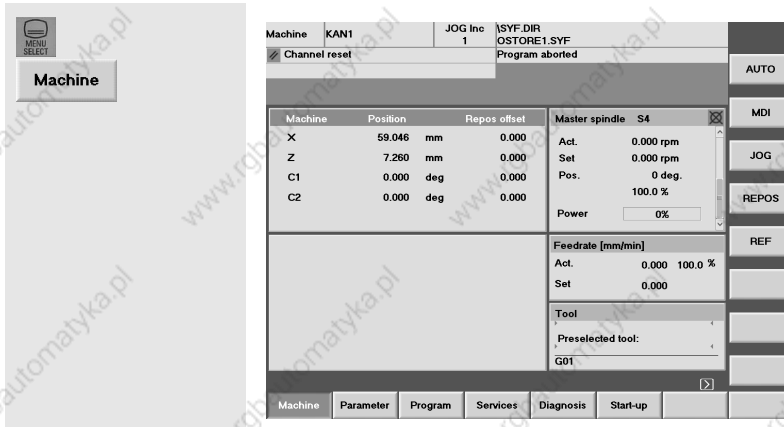 MENU
SELECT
Machine
Machine KAN1 JOG Inc \SYF.DIR
1 OSTORE1.SYF
Channel reset Program aborted
AUTO
MDI
JOG
REPOS
REF
Machine Position Repos offset
X 59.046 mm 0.000
Z 7.260 mm 0.000
C1 0.000 deg 0.000
C2 0.000 deg 0.000
Master spindle S4
Act. 0.000 rpm
Set 0.000 rpm
Pos. 0 deg.
100.0 %
Power 0%
Feedrate [mm/min]
Act. 0.000 100.0 %
Set 0.000
Tool
Preselected tool:
G01
Machine Parameter Program Services Diagnosis Start-up
www.rgbautomatyka.pl